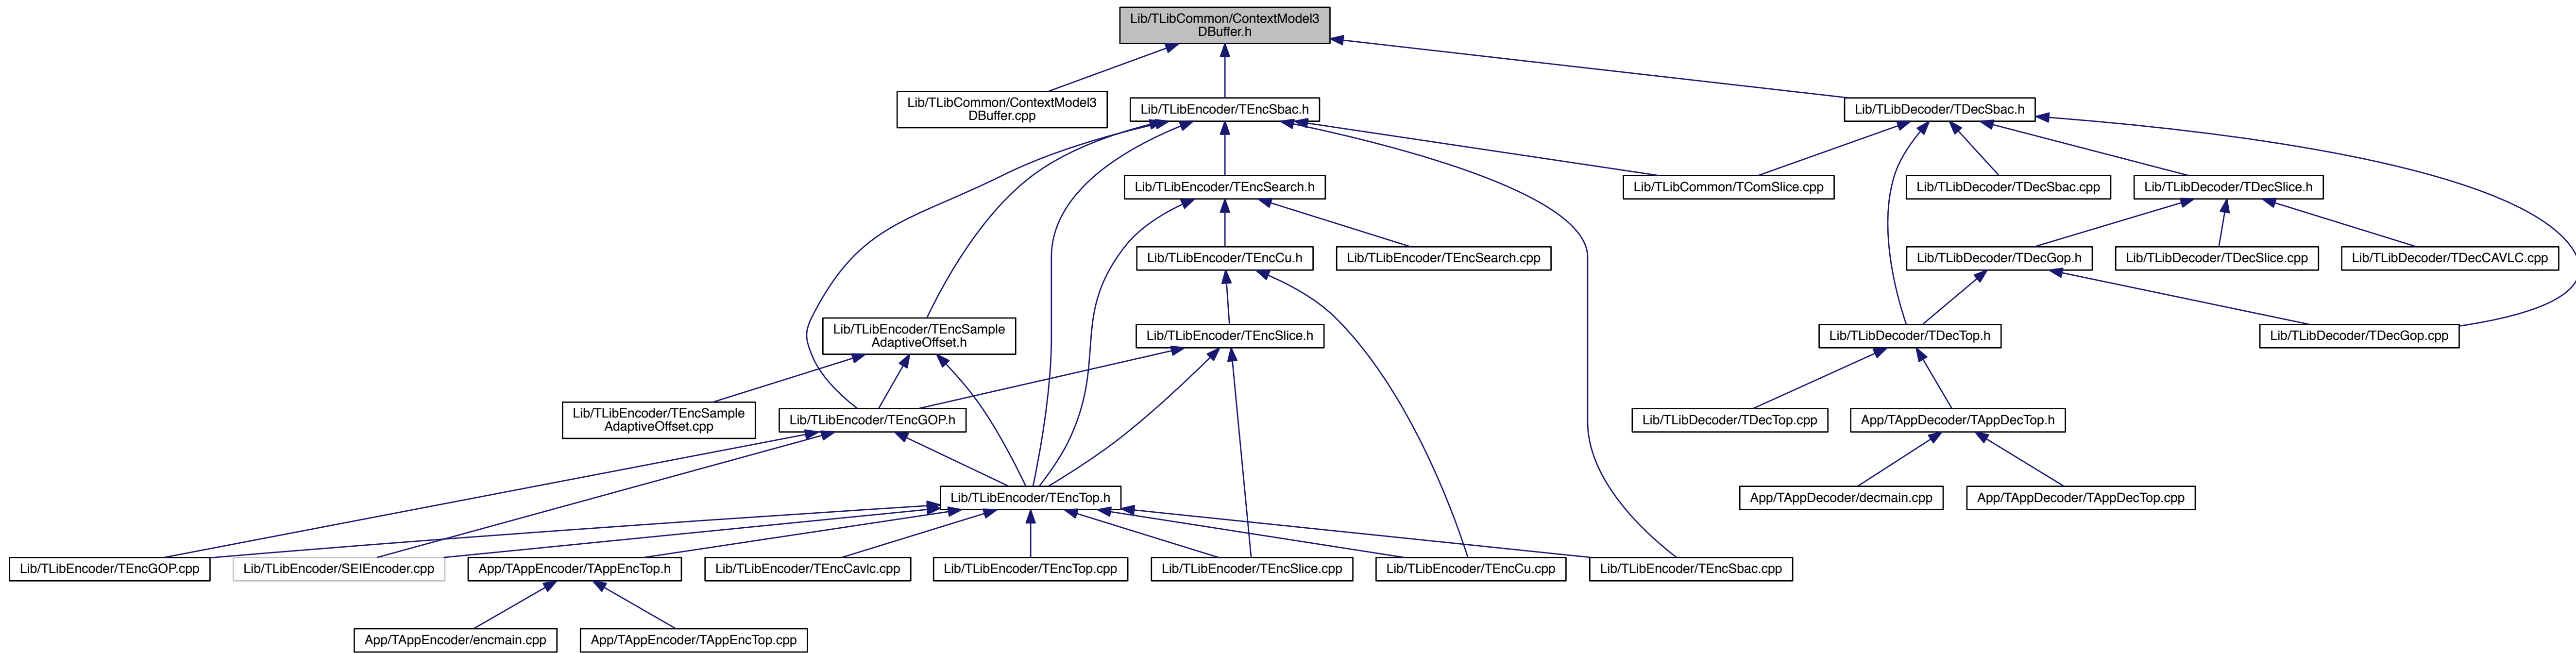 Lib/TLibCommon/ContextModel3
DBuffer.h
Lib/TLibCommon/ContextModel3
DBuffer.cpp
Lib/TLibEncoder/TEncSbac.h
Lib/TLibDecoder/TDecSbac.h
Lib/TLibEncoder/TEncSearch.h
Lib/TLibCommon/TComSlice.cpp
Lib/TLibDecoder/TDecSbac.cpp
Lib/TLibDecoder/TDecSlice.h
Lib/TLibEncoder/TEncCu.h
Lib/TLibEncoder/TEncSearch.cpp
Lib/TLibDecoder/TDecGop.h
Lib/TLibDecoder/TDecSlice.cpp
Lib/TLibDecoder/TDecCAVLC.cpp
Lib/TLibEncoder/TEncSample
AdaptiveOffset.h
Lib/TLibEncoder/TEncSlice.h
Lib/TLibDecoder/TDecTop.h
Lib/TLibDecoder/TDecGop.cpp
Lib/TLibEncoder/TEncSample
AdaptiveOffset.cpp
Lib/TLibEncoder/TEncGOP.h
Lib/TLibDecoder/TDecTop.cpp
App/TAppDecoder/TAppDecTop.h
Lib/TLibEncoder/TEncTop.h
App/TAppDecoder/decmain.cpp
App/TAppDecoder/TAppDecTop.cpp
Lib/TLibEncoder/TEncGOP.cpp
Lib/TLibEncoder/SEIEncoder.cpp
App/TAppEncoder/TAppEncTop.h
Lib/TLibEncoder/TEncCavlc.cpp
Lib/TLibEncoder/TEncTop.cpp
Lib/TLibEncoder/TEncSlice.cpp
Lib/TLibEncoder/TEncCu.cpp
Lib/TLibEncoder/TEncSbac.cpp
App/TAppEncoder/encmain.cpp
App/TAppEncoder/TAppEncTop.cpp